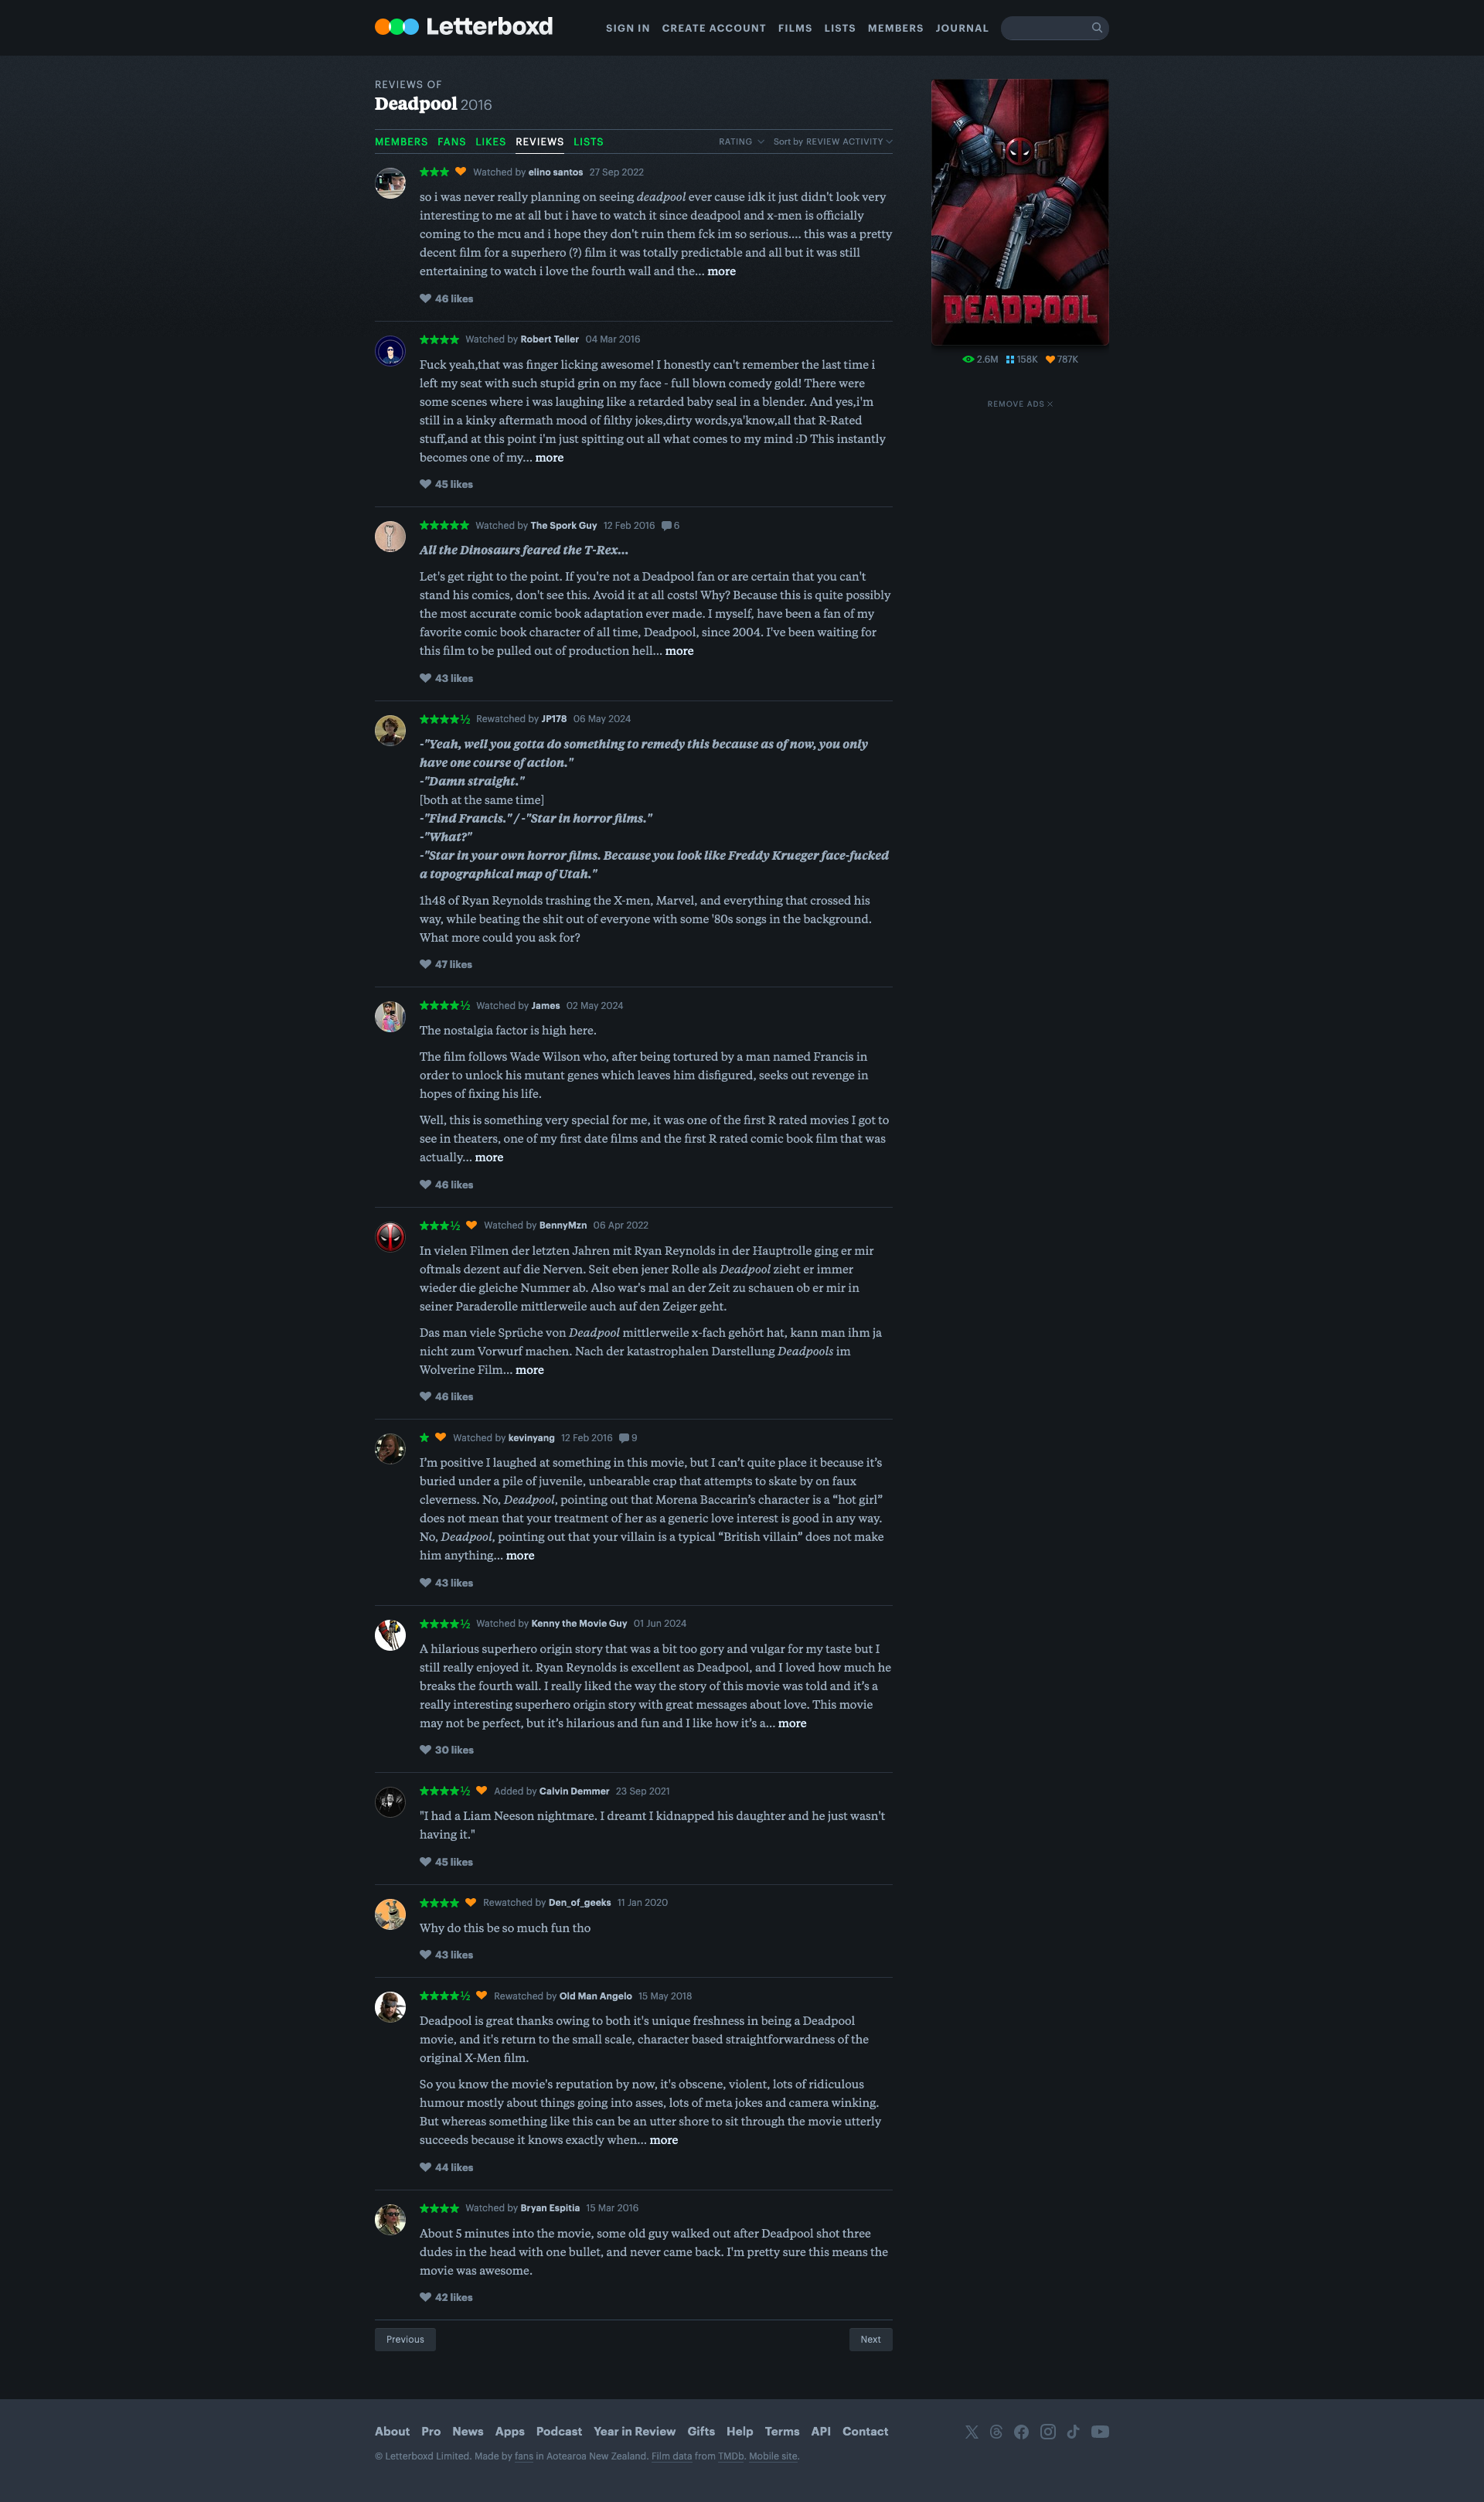 Letterboxd
SIGN IN CREATE ACCOUNT FILMS LISTS MEMBERS JOURNAL
REVIEWS OF
Deadpool 2016
MEMBERS FANS LIKES REVIEWS LISTS RATING Sort by REVIEW ACTIVITY
DEADPOOL
2.6M 158K 787K
REMOVE ADS
★★★ Watched by elino santos 27 Sep 2022
so i was never really planning on seeing deadpool ever cause idk it just didn't look very
interesting to me at all but i have to watch it since deadpool and x-men is officially
coming to the mcu and i hope they don't ruin them fck im so serious.... this was a pretty
decent film for a superhero (?) film it was totally predictable and all but it was still
entertaining to watch i love the fourth wall and the... more
46 likes
★★★★ Watched by Robert Teller 04 Mar 2016
Fuck yeah,that was finger licking awesome! I honestly can't remember the last time i
left my seat with such stupid grin on my face - full blown comedy gold! There were
some scenes where i was laughing like a retarded baby seal in a blender. And yes,i'm
still in a kinky aftermath mood of filthy jokes,dirty words,ya'know,all that R-Rated
stuff,and at this point i'm just spitting out all what comes to my mind :D This instantly
becomes one of my... more
45 likes
★★★★★ Watched by The Spork Guy 12 Feb 2016 6
All the Dinosaurs feared the T-Rex...
Let's get right to the point. If you're not a Deadpool fan or are certain that you can't
stand his comics, don't see this. Avoid it at all costs! Why? Because this is quite possibly
the most accurate comic book adaptation ever made. I myself, have been a fan of my
favorite comic book character of all time, Deadpool, since 2004. I've been waiting for
this film to be pulled out of production hell... more
43 likes
★★★★½ Rewatched by JP178 06 May 2024
-"Yeah, well you gotta do something to remedy this because as of now, you only
have one course of action."
-"Damn straight."
[both at the same time]
-"Find Francis." / -"Star in horror films."
-"What?"
-"Star in your own horror films. Because you look like Freddy Krueger face-fucked
a topographical map of Utah."
1h48 of Ryan Reynolds trashing the X-men, Marvel, and everything that crossed his
way, while beating the shit out of everyone with some '80s songs in the background.
What more could you ask for?
47 likes
★★★★½ Watched by James 02 May 2024
The nostalgia factor is high here.
The film follows Wade Wilson who, after being tortured by a man named Francis in
order to unlock his mutant genes which leaves him disfigured, seeks out revenge in
hopes of fixing his life.
Well, this is something very special for me, it was one of the first R rated movies I got to
see in theaters, one of my first date films and the first R rated comic book film that was
actually... more
46 likes
★★★½ Watched by BennyMzn 06 Apr 2022
In vielen Filmen der letzten Jahren mit Ryan Reynolds in der Hauptrolle ging er mir
oftmals dezent auf die Nerven. Seit eben jener Rolle als Deadpool zieht er immer
wieder die gleiche Nummer ab. Also war's mal an der Zeit zu schauen ob er mir in
seiner Paraderolle mittlerweile auch auf den Zeiger geht.
Das man viele Sprüche von Deadpool mittlerweile x-fach gehört hat, kann man ihm ja
nicht zum Vorwurf machen. Nach der katastrophalen Darstellung Deadpools im
Wolverine Film... more
46 likes
★ Watched by kevinyang 12 Feb 2016 9
I’m positive I laughed at something in this movie, but I can’t quite place it because it’s
buried under a pile of juvenile, unbearable crap that attempts to skate by on faux
cleverness. No, Deadpool, pointing out that Morena Baccarin’s character is a “hot girl”
does not mean that your treatment of her as a generic love interest is good in any way.
No, Deadpool, pointing out that your villain is a typical “British villain” does not make
him anything... more
43 likes
★★★★½ Watched by Kenny the Movie Guy 01 Jun 2024
A hilarious superhero origin story that was a bit too gory and vulgar for my taste but I
still really enjoyed it. Ryan Reynolds is excellent as Deadpool, and I loved how much he
breaks the fourth wall. I really liked the way the story of this movie was told and it’s a
really interesting superhero origin story with great messages about love. This movie
may not be perfect, but it’s hilarious and fun and I like how it’s a... more
30 likes
★★★★½ Added by Calvin Demmer 23 Sep 2021
"I had a Liam Neeson nightmare. I dreamt I kidnapped his daughter and he just wasn't
having it."
45 likes
★★★★ Rewatched by Den_of_geeks 11 Jan 2020
Why do this be so much fun tho
43 likes
★★★★½ Rewatched by Old Man Angelo 15 May 2018
Deadpool is great thanks owing to both it's unique freshness in being a Deadpool
movie, and it's return to the small scale, character based straightforwardness of the
original X-Men film.
So you know the movie's reputation by now, it's obscene, violent, lots of ridiculous
humour mostly about things going into asses, lots of meta jokes and camera winking.
But whereas something like this can be an utter shore to sit through the movie utterly
succeeds because it knows exactly when... more
44 likes
★★★★ Watched by Bryan Espitia 15 Mar 2016
About 5 minutes into the movie, some old guy walked out after Deadpool shot three
dudes in the head with one bullet, and never came back. I'm pretty sure this means the
movie was awesome.
42 likes
Previous Next
About Pro News Apps Podcast Year in Review Gifts Help Terms API Contact
© Letterboxd Limited. Made by fans in Aotearoa New Zealand. Film data from TMDb. Mobile site.